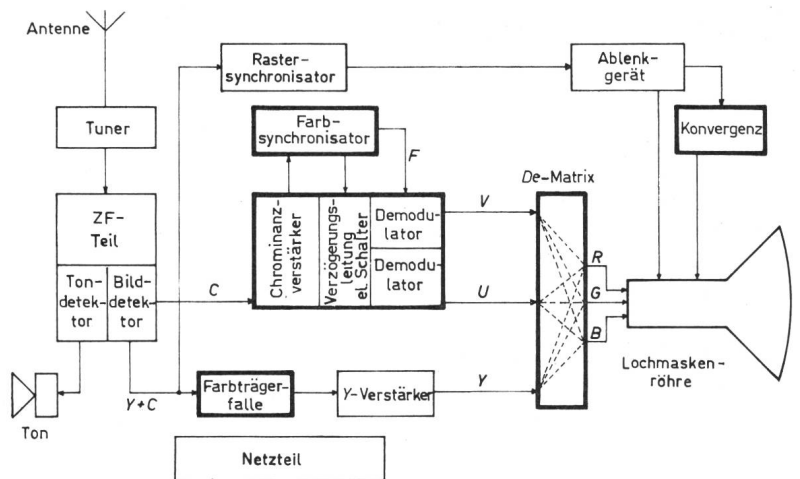 Antenne
Raster-
synchronisator
Ablenk-
gerät
Tuner
Farb-
synchronisator
F
Konvergenz
De-Matrix
ZF-
Teil
Chrominanz-
verstärker
Verzögerungs-
leitung
el. Schalter
Demodu-
lator
Demodu-
lator
V
U
Ton-
detek-
tor
Bild-
detek-
tor
C
R
G
B
Lochmasken-
röhre
Y+C
Farbträger-
falle
Y-Verstärker
Y
Ton
Netzteil